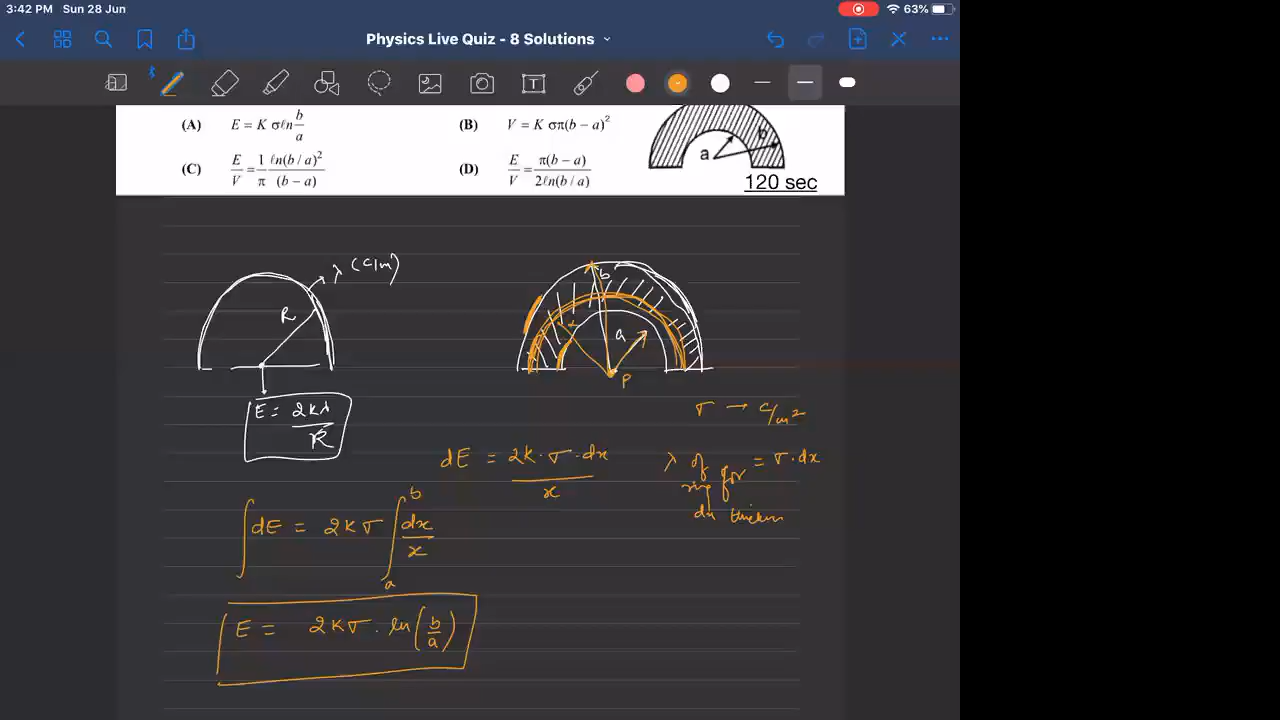 3:42 PM Sun 28 Jun
63%
Physics Live Quiz - 8 Solutions
(A) E = K σℓn b/a
(B) V = K σπ(b – a)²
(C) E/V = 1/π ℓn(b / a)²/(b – a)
(D) E/V = π(b – a)/2ℓn(b / a)
a
b
120 sec
λ (C/m)
R
E = 2Kλ/R
b
a
x
P
σ → C/m²
dE = 2K·σ·dx/x
λ of ring for dx thickness = σ·dx
∫dE = 2Kσ ∫ₐᵇ dx/x
E = 2Kσ · ln(b/a)